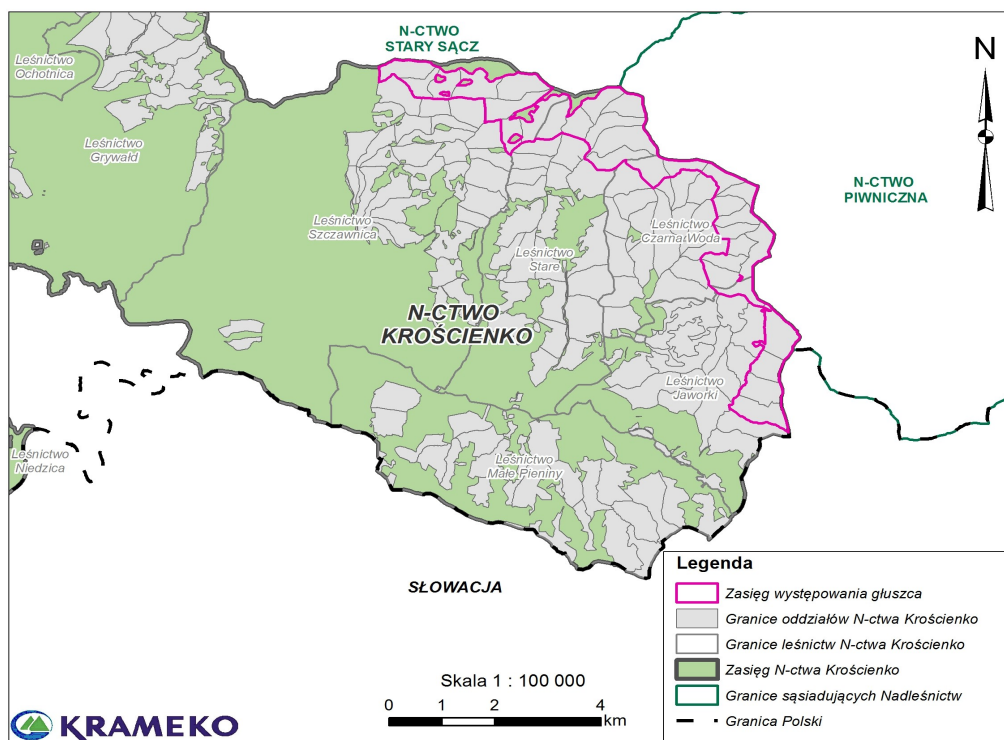 N-CTWO
STARY SĄCZ
N
Leśnictwo
Ochotnica
Leśnictwo
Grywałd
N-CTWO
PIWNICZNA
Leśnictwo
Szczawnica
Leśnictwo
Czarna Woda
Leśnictwo
Stare
N-CTWO
KROŚCIENKO
Leśnictwo
Jaworki
Leśnictwo
Niedzica
Leśnictwo
Małe Pieniny
SŁOWACJA
Legenda
Zasięg występowania głuszca
Granice oddziałów N-ctwa Krościenko
Granice leśnictw N-ctwa Krościenko
Zasięg N-ctwa Krościenko
Granice sąsiadujących Nadleśnictw
Granica Polski
Skala 1 : 100 000
0 2 4
km
KRAMEKO